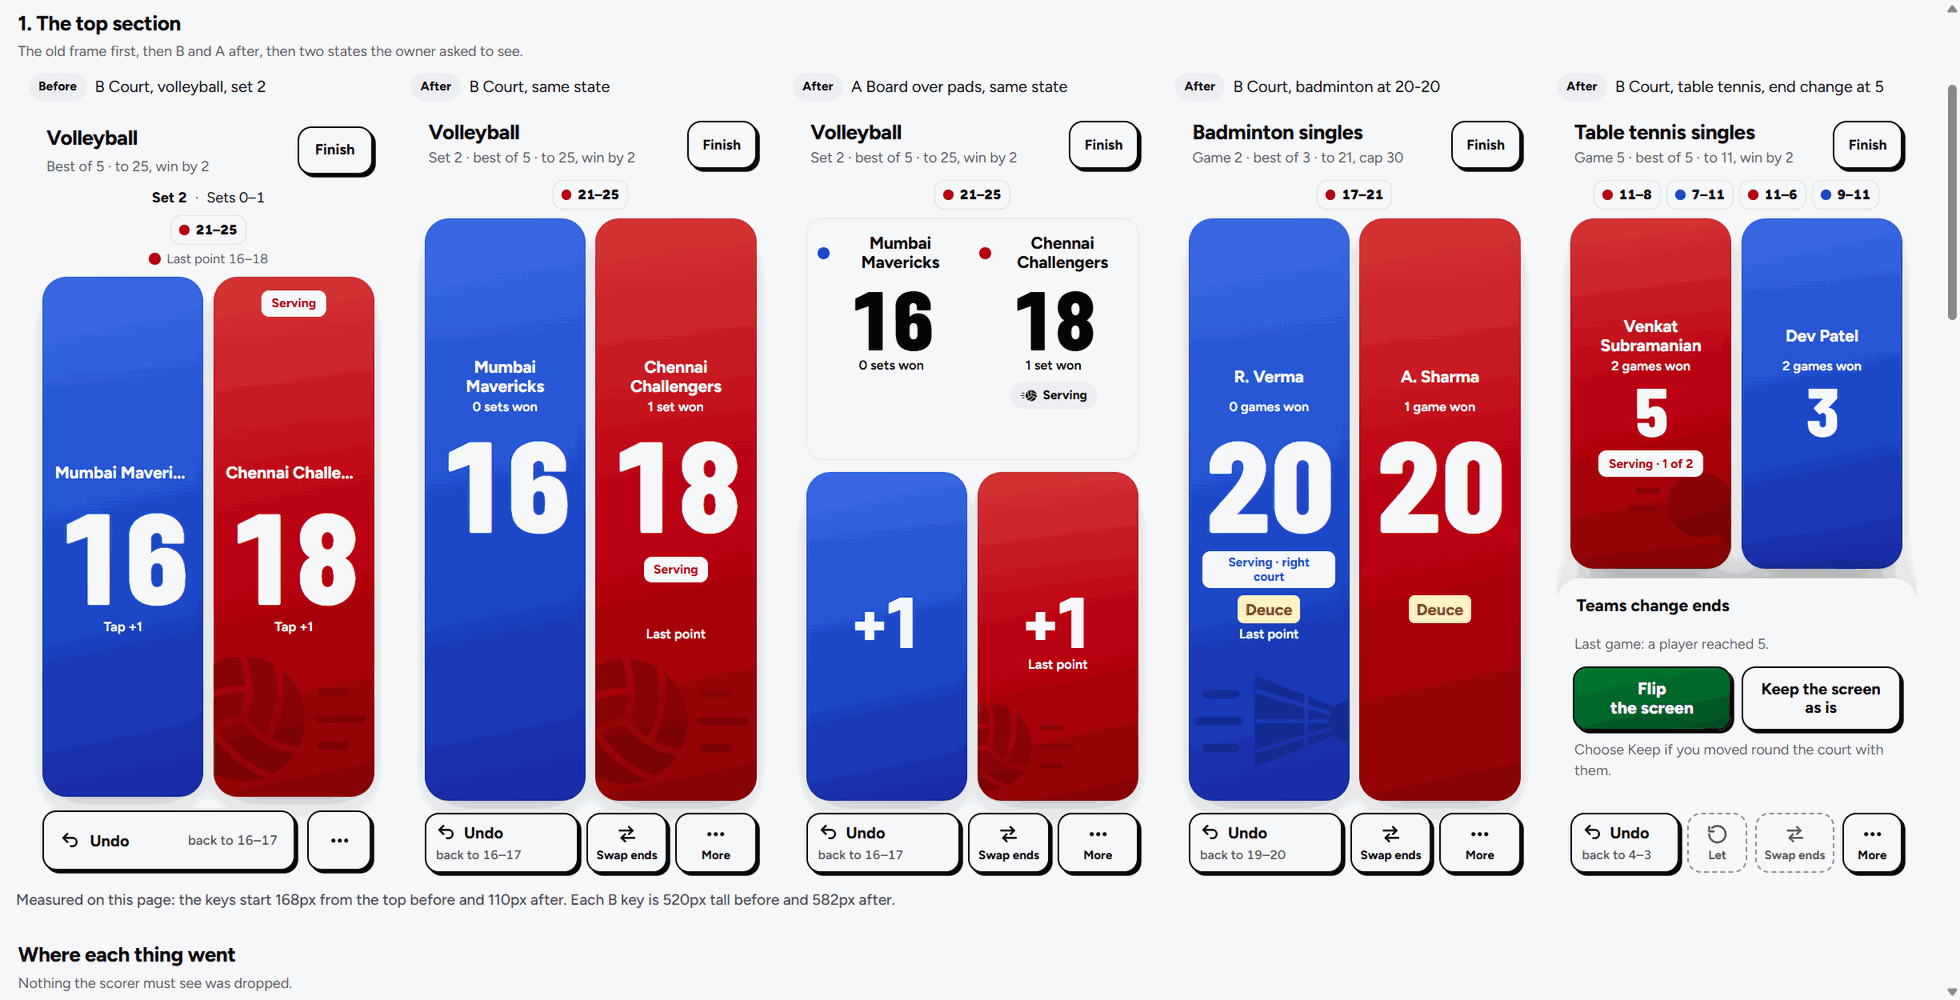 1. The top section
The old frame first, then B and A after, then two states the owner asked to see.
Before B Court, volleyball, set 2
Volleyball
Best of 5 · to 25, win by 2
Finish
Set 2 · Sets 0–1
21–25
Last point 16–18
Mumbai Maveri...
16
Tap +1
Serving
Chennai Challe...
18
Tap +1
Undo back to 16–17
After B Court, same state
Volleyball
Set 2 · best of 5 · to 25, win by 2
Finish
21–25
Mumbai
Mavericks
0 sets won
16
Chennai
Challengers
1 set won
18
Serving
Last point
Undo
back to 16–17
Swap ends
More
After A Board over pads, same state
Volleyball
Set 2 · best of 5 · to 25, win by 2
Finish
21–25
Mumbai
Mavericks
16
0 sets won
Chennai
Challengers
18
1 set won
Serving
+1
+1
Last point
Undo
back to 16–17
Swap ends
More
After B Court, badminton at 20-20
Badminton singles
Game 2 · best of 3 · to 21, cap 30
Finish
17–21
R. Verma
0 games won
20
Serving · right
court
Deuce
Last point
A. Sharma
1 game won
20
Deuce
Undo
back to 19–20
Swap ends
More
After B Court, table tennis, end change at 5
Table tennis singles
Game 5 · best of 5 · to 11, win by 2
Finish
11–8 7–11 11–6 9–11
Venkat
Subramanian
2 games won
5
Serving · 1 of 2
Dev Patel
2 games won
3
Teams change ends
Last game: a player reached 5.
Flip
the screen
Keep the screen
as is
Choose Keep if you moved round the court with
them.
Undo
back to 4–3
Let
Swap ends
More
Measured on this page: the keys start 168px from the top before and 110px after. Each B key is 520px tall before and 582px after.
Where each thing went
Nothing the scorer must see was dropped.